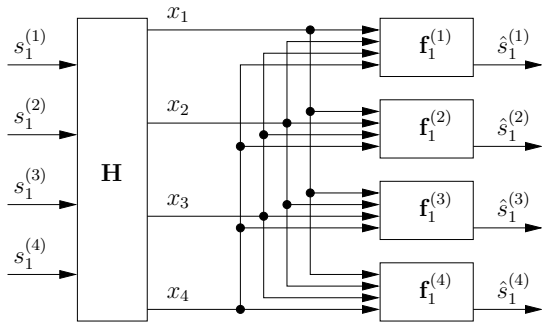 s_1^{(1)}
s_1^{(2)}
s_1^{(3)}
s_1^{(4)}
H
x_1
x_2
x_3
x_4
f_1^{(1)}
f_1^{(2)}
f_1^{(3)}
f_1^{(4)}
ŝ_1^{(1)}
ŝ_1^{(2)}
ŝ_1^{(3)}
ŝ_1^{(4)}